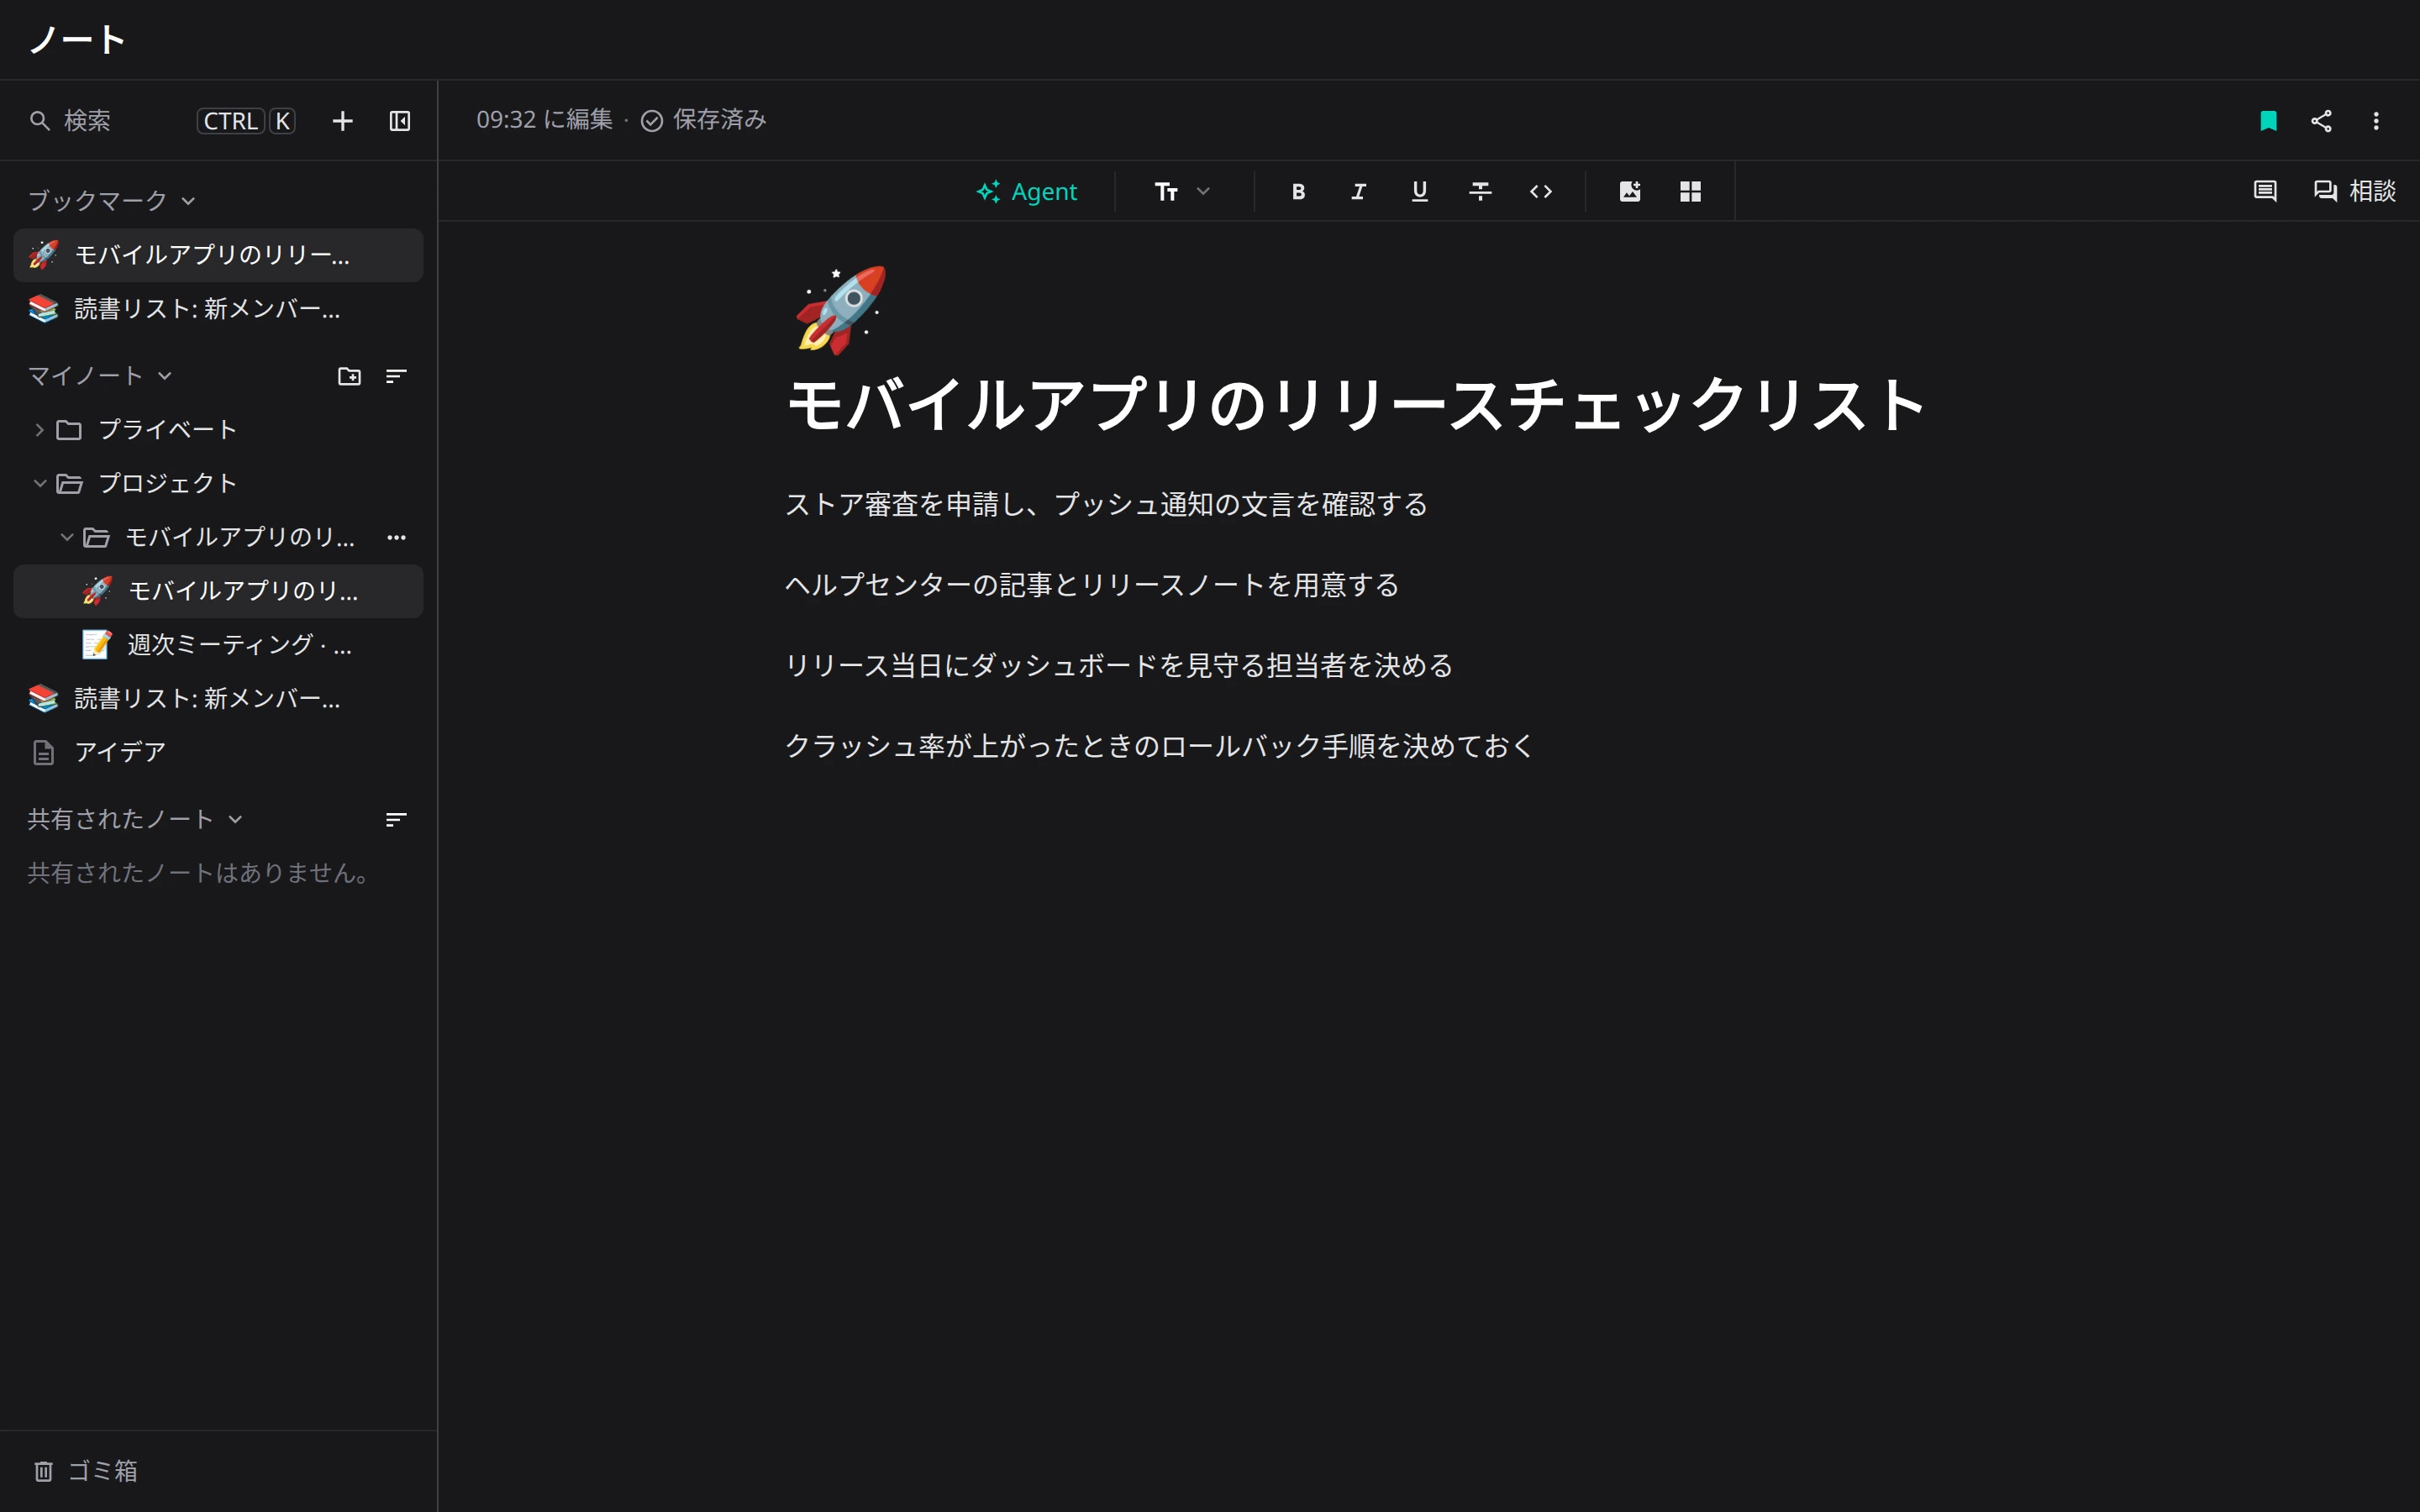 ノート
検索 CTRL K
09:32 に編集 · 保存済み
Agent
相談
ブックマーク
モバイルアプリのリリー...
読書リスト: 新メンバー...
マイノート
プライベート
プロジェクト
モバイルアプリのリ...
モバイルアプリのリ...
週次ミーティング · ...
読書リスト: 新メンバー...
アイデア
共有されたノート
共有されたノートはありません。
ゴミ箱
モバイルアプリのリリースチェックリスト
ストア審査を申請し、プッシュ通知の文言を確認する
ヘルプセンターの記事とリリースノートを用意する
リリース当日にダッシュボードを見守る担当者を決める
クラッシュ率が上がったときのロールバック手順を決めておく